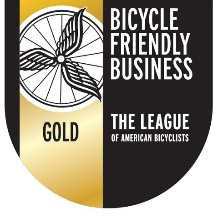 BICYCLE
FRIENDLY
BUSINESS
GOLD
THE LEAGUE
OF AMERICAN BICYCLISTS